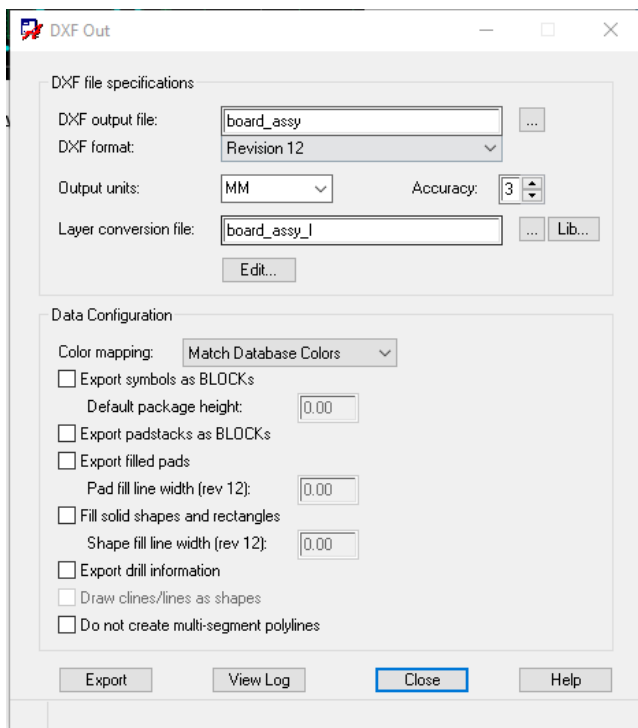 DXF Out
DXF file specifications
DXF output file: board_assy ...
DXF format: Revision 12
Output units: MM Accuracy: 3
Layer conversion file: board_assy_l ... Lib...
Edit...
Data Configuration
Color mapping: Match Database Colors
Export symbols as BLOCKs
Default package height: 0.00
Export padstacks as BLOCKs
Export filled pads
Pad fill line width (rev 12): 0.00
Fill solid shapes and rectangles
Shape fill line width (rev 12): 0.00
Export drill information
Draw clines/lines as shapes
Do not create multi-segment polylines
Export View Log Close Help